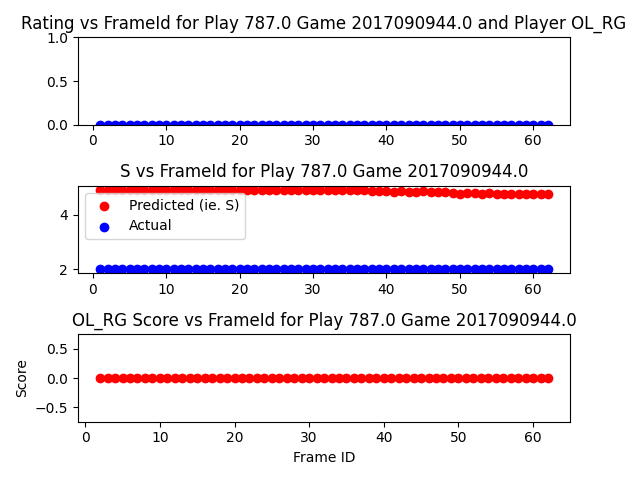 Rating vs FrameId for Play 787.0 Game 2017090944.0 and Player OL_RG
1.0
0.5
0.0
0 10 20 30 40 50 60
S vs FrameId for Play 787.0 Game 2017090944.0
4
2
Predicted (ie. S)
Actual
0 10 20 30 40 50 60
OL_RG Score vs FrameId for Play 787.0 Game 2017090944.0
Score
0.5
0.0
−0.5
0 10 20 30 40 50 60
Frame ID